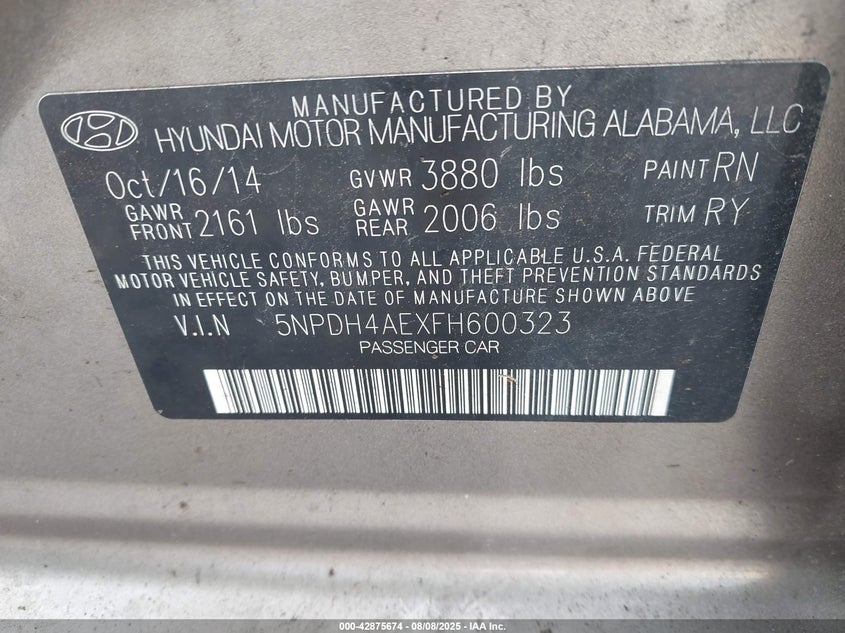 MANUFACTURED BY
HYUNDAI MOTOR MANUFACTURING ALABAMA, LLC
Oct/16/14 GVWR 3880 lbs PAINT RN
GAWR FRONT 2161 lbs GAWR REAR 2006 lbs TRIM RY
THIS VEHICLE CONFORMS TO ALL APPLICABLE U.S.A. FEDERAL
MOTOR VEHICLE SAFETY, BUMPER, AND THEFT PREVENTION STANDARDS
IN EFFECT ON THE DATE OF MANUFACTURE SHOWN ABOVE
V.I.N 5NPDH4AEXFH600323
PASSENGER CAR
000-42875674 - 08/08/2025 - IAA Inc.